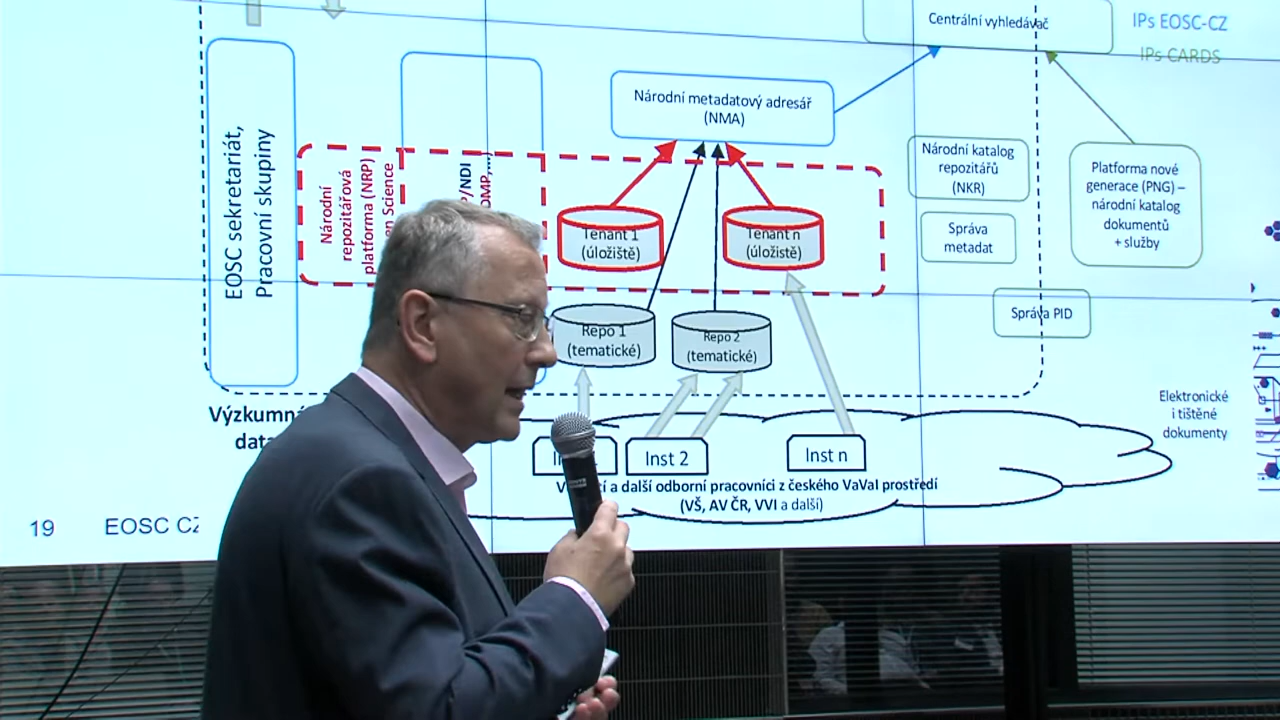 Centrální vyhledávač
IPs EOSC-CZ
IPs CARDS
Národní metadatový adresář
(NMA)
EOSC sekretariát,
Pracovní skupiny
Národní
repozitářová
platforma (NRP)
en Science
P/NDI
DMP,...)
Tenant 1
(úložiště)
Tenant n
(úložistě)
Národní katalog
repozitářů
(NKR)
Správa
metadat
Platforma nové
generace (PNG) –
národní katalog
dokumentů
+ služby
Správa PID
Repo 1
(tematické)
Repo 2
(tematické)
Elektronické
i tištěné
dokumenty
Výzkumn
data
Inst 2
Inst n
a další odborní pracovníci z českého VaVaI prostředí
(VŠ, AV ČR, VVI a další)
19 EOSC CZ